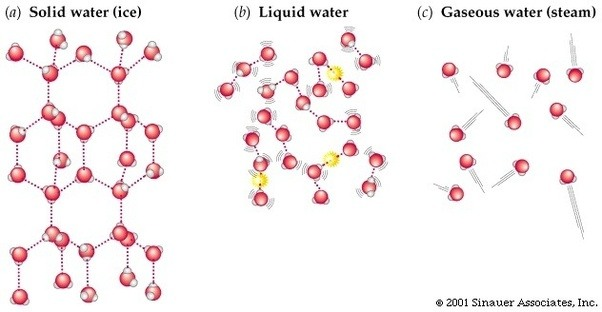 (a) Solid water (ice)
(b) Liquid water
(c) Gaseous water (steam)
© 2001 Sinauer Associates, Inc.